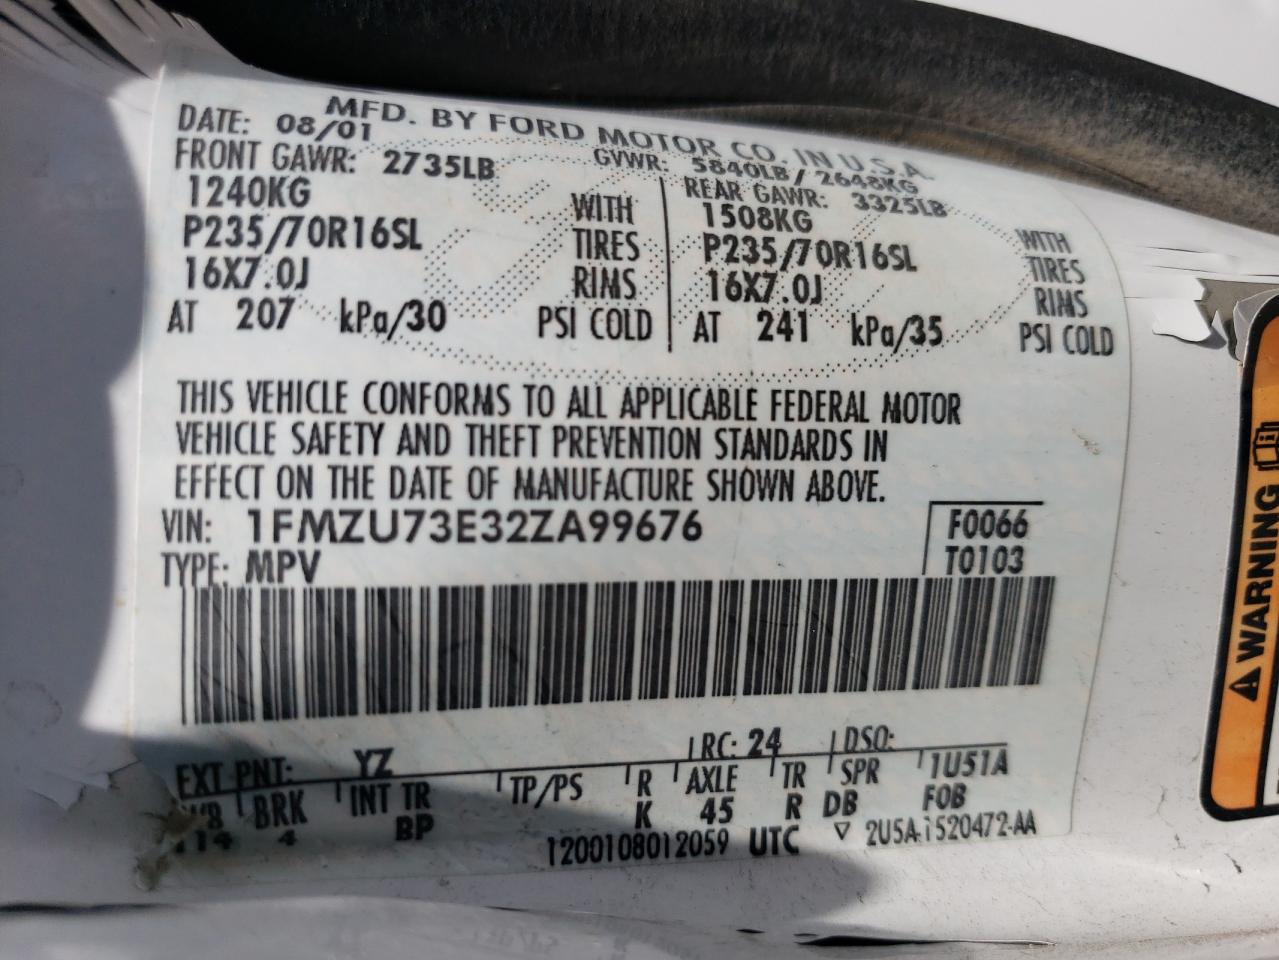 MFD. BY FORD MOTOR CO. IN U.S.A.
DATE: 08/01 GVWR: 5840LB / 2648KG
FRONT GAWR: 2735LB REAR GAWR: 3325LB
1240KG WITH 1508KG WITH
P235/70R16SL TIRES P235/70R16SL TIRES
16X7.0J RIMS 16X7.0J RIMS
AT 207 kPa/30 PSI COLD AT 241 kPa/35 PSI COLD
THIS VEHICLE CONFORMS TO ALL APPLICABLE FEDERAL MOTOR
VEHICLE SAFETY AND THEFT PREVENTION STANDARDS IN
EFFECT ON THE DATE OF MANUFACTURE SHOWN ABOVE.
VIN: 1FMZU73E32ZA99676 F0066
TYPE: MPV T0103
EXT PNT: YZ RC: 24 DSO:
WB BRK INT TR TP/PS R AXLE TR SPR 1U51A
114 4 BP K 45 R DB FOB
1200108012059 UTC ▽ 2U5A-1520472-AA
⚠ WARNING